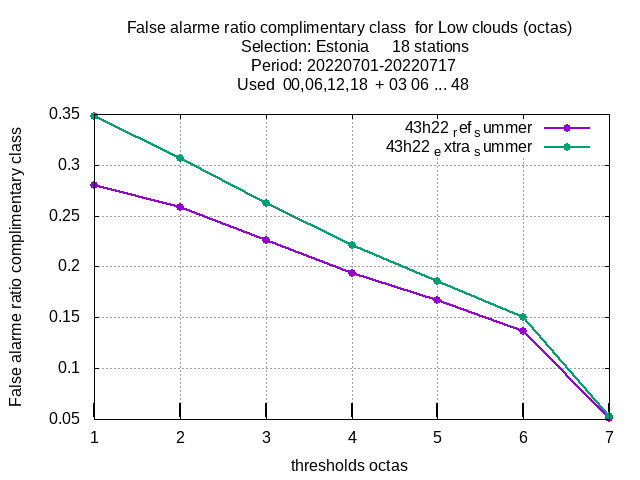 False alarme ratio complimentary class  for Low clouds (octas)
Selection: Estonia     18 stations
Period: 20220701-20220717
Used  00,06,12,18  + 03 06 ... 48
False alarme ratio complimentary class
43h22 ref summer
43h22 extra summer
0.35
0.3
0.25
0.2
0.15
0.1
0.05
1 2 3 4 5 6 7
thresholds octas